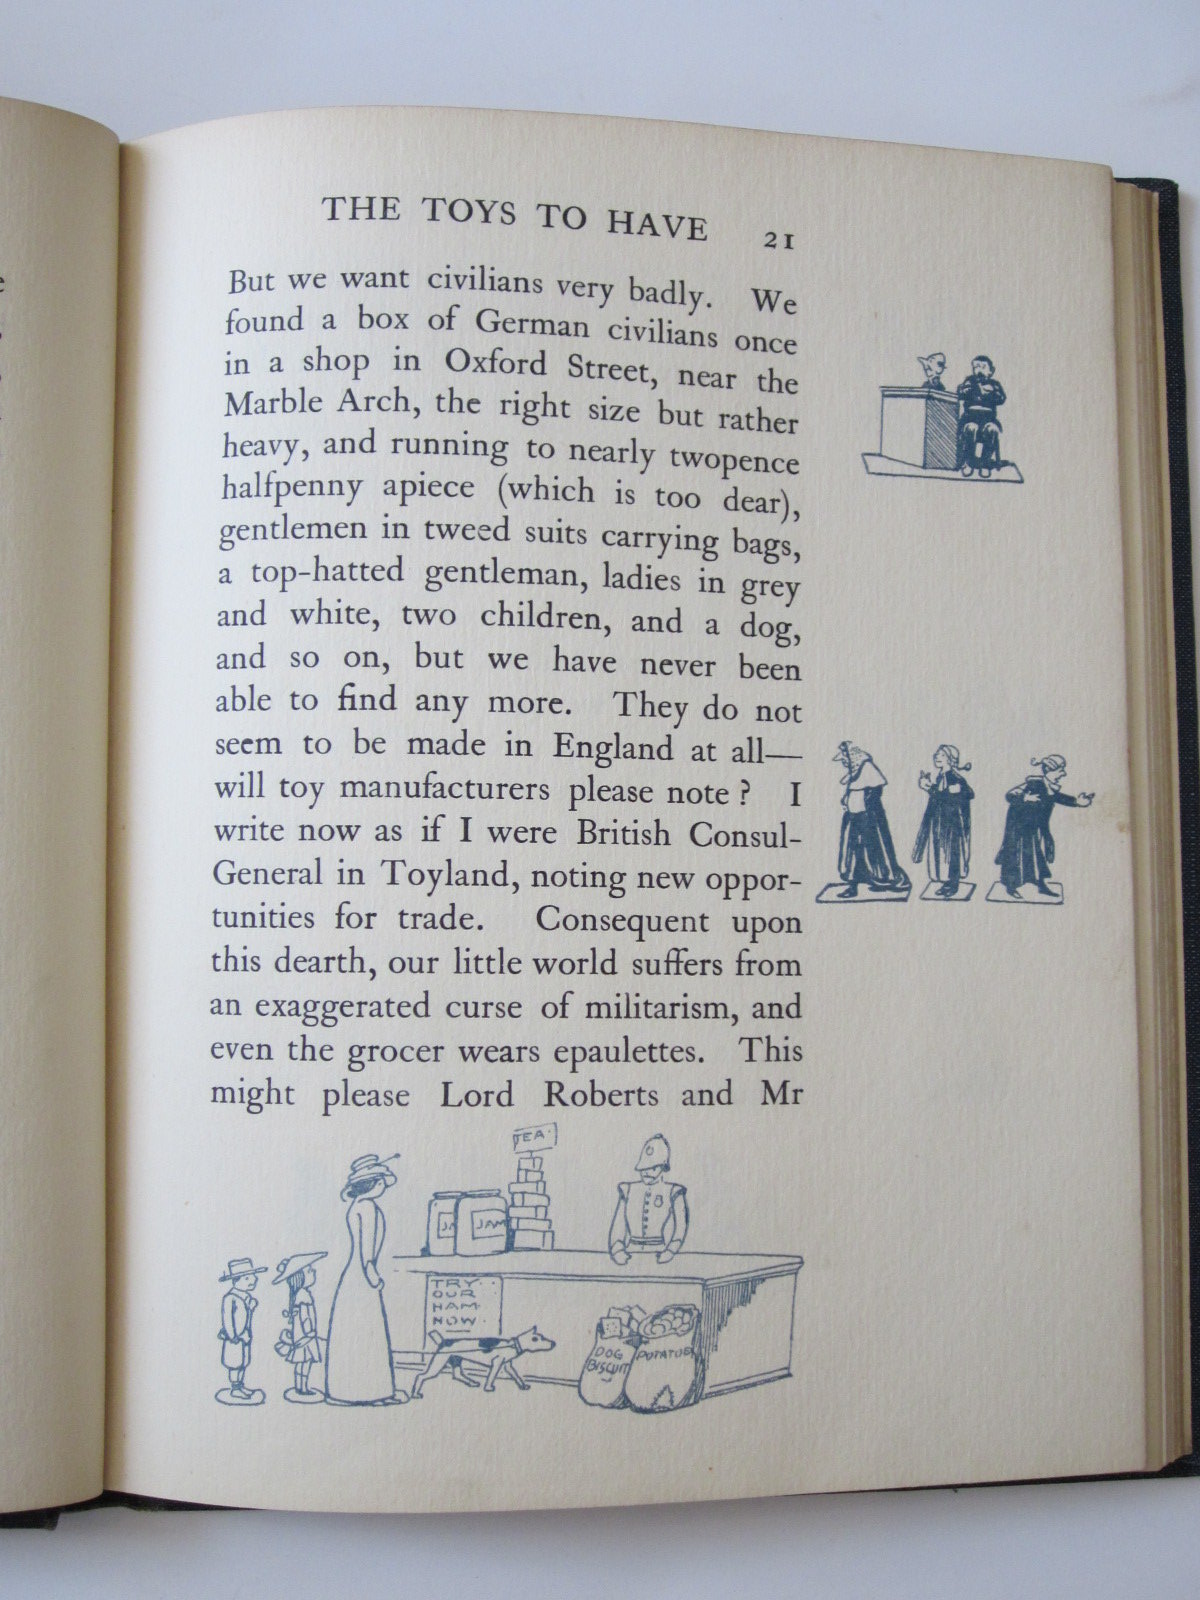 THE TOYS TO HAVE 21
But we want civilians very badly. We
found a box of German civilians once
in a shop in Oxford Street, near the
Marble Arch, the right size but rather
heavy, and running to nearly twopence
halfpenny apiece (which is too dear),
gentlemen in tweed suits carrying bags,
a top-hatted gentleman, ladies in grey
and white, two children, and a dog,
and so on, but we have never been
able to find any more. They do not
seem to be made in England at all—
will toy manufacturers please note? I
write now as if I were British Consul-
General in Toyland, noting new oppor-
tunities for trade. Consequent upon
this dearth, our little world suffers from
an exaggerated curse of militarism, and
even the grocer wears epaulettes. This
might please Lord Roberts and Mr
TEA
JA JAM
TRY
OUR
HAM
NOW
DOG
BISCUIT
POTATOES